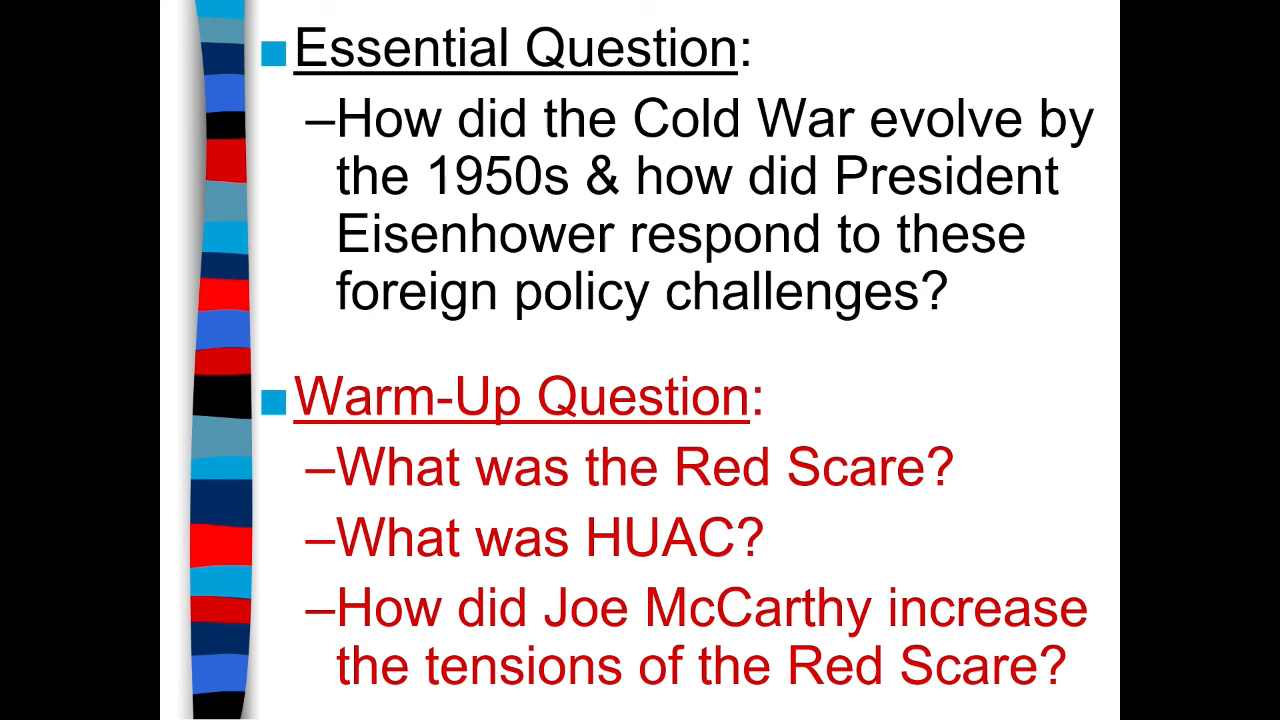 Essential Question:
–How did the Cold War evolve by
the 1950s & how did President
Eisenhower respond to these
foreign policy challenges?
Warm-Up Question:
–What was the Red Scare?
–What was HUAC?
–How did Joe McCarthy increase
the tensions of the Red Scare?